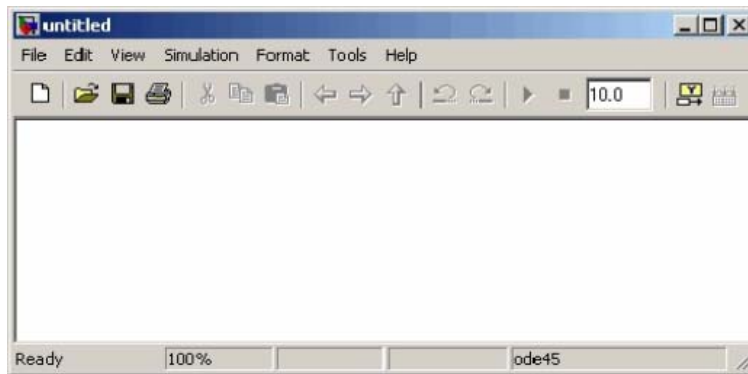 untitled
File Edit View Simulation Format Tools Help
10.0
Ready 100% ode45